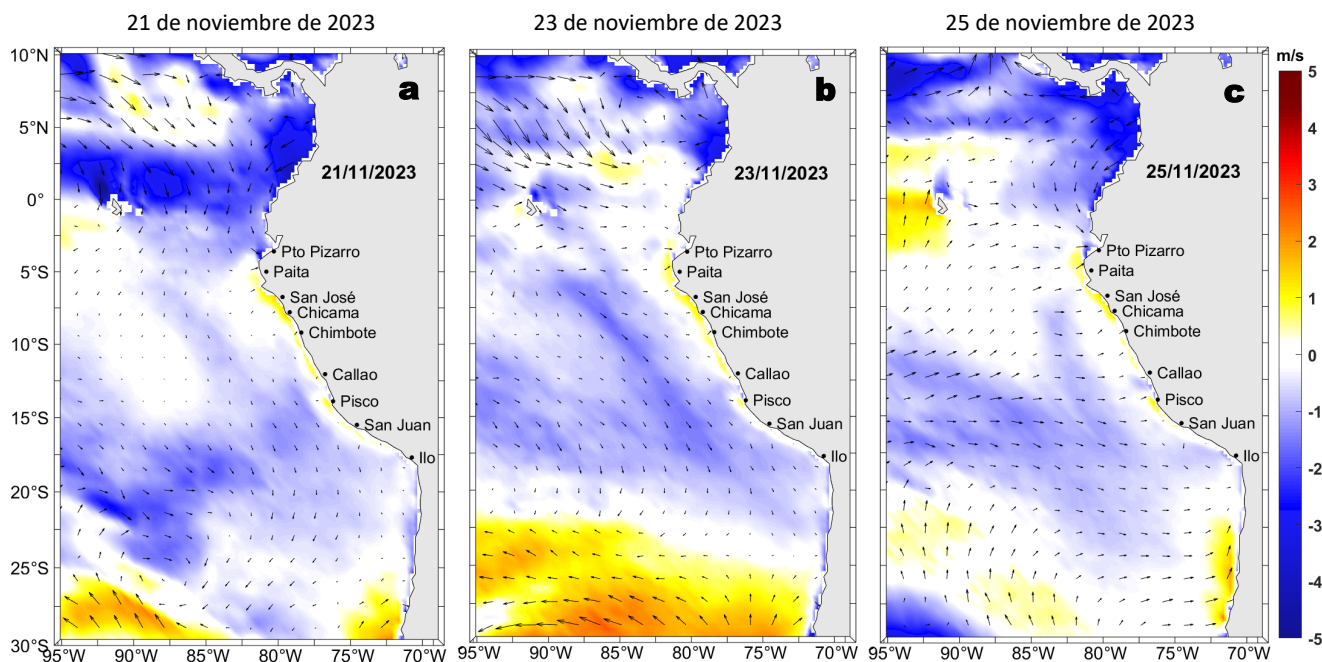 21 de noviembre de 2023
23 de noviembre de 2023
25 de noviembre de 2023
10°N
5°N
0°
5°S
10°S
15°S
20°S
25°S
30°S
a
21/11/2023
Pto Pizarro
Paita
San José
Chicama
Chimbote
Callao
Pisco
San Juan
Ilo
95°W 90°W 85°W 80°W 75°W 70°W
b
23/11/2023
Pto Pizarro
Paita
San José
Chicama
Chimbote
Callao
Pisco
San Juan
Ilo
95°W 90°W 85°W 80°W 75°W 70°W
c
25/11/2023
Pto Pizarro
Paita
San José
Chicama
Chimbote
Callao
Pisco
San Juan
Ilo
95°W 90°W 85°W 80°W 75°W 70°W
m/s
5
4
3
2
1
0
-1
-2
-3
-4
-5